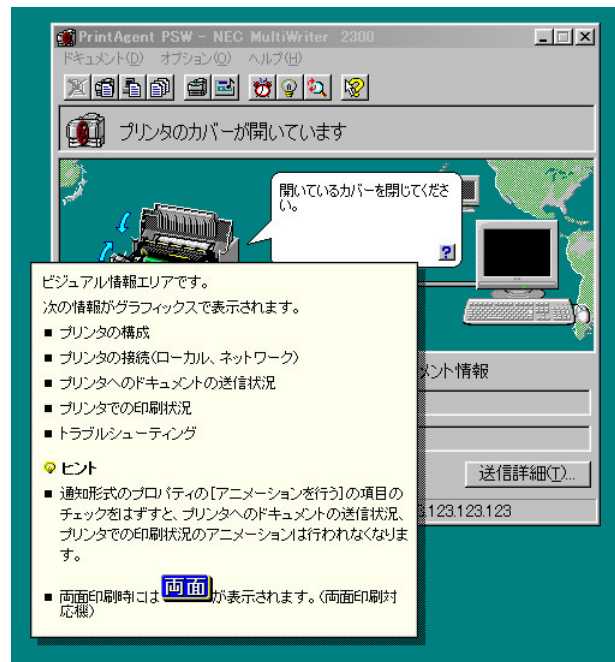 PrintAgent PSW - NEC MultiWriter 2300
ドキュメント(D) オプション(O) ヘルプ(H)
プリンタのカバーが開いています
開いているカバーを閉じてくださ
い。
?
ビジュアル情報エリアです。
次の情報がグラフィックスで表示されます。
■ プリンタの構成
■ プリンタの接続(ローカル、ネットワーク)
■ プリンタへのドキュメントの送信状況
■ プリンタでの印刷状況
■ トラブルシューティング
ヒント
■ 通知形式のプロパティの[アニメーションを行う]の項目の
チェックをはずすと、プリンタへのドキュメントの送信状況、
プリンタでの印刷状況のアニメーションは行われなくなりま
す。
■ 両面印刷時には 両面 が表示されます。(両面印刷対
応機)
メント情報
送信詳細(T)...
.123.123.123